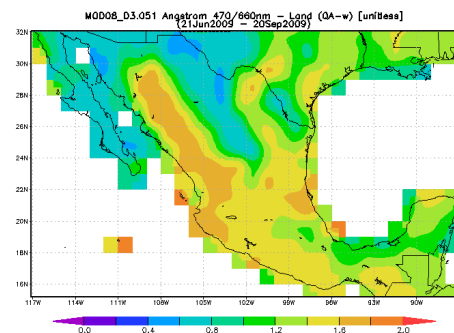 MOD08_D3.051 Angstrom 470/660nm – Land (QA–w) [unitless]
(21Jun2009 – 20Sep2009)
32N
30N
28N
26N
24N
22N
20N
18N
16N
117W 114W 111W 108W 105W 102W 99W 96W 93W 90W
0.0 0.4 0.8 1.2 1.6 2.0